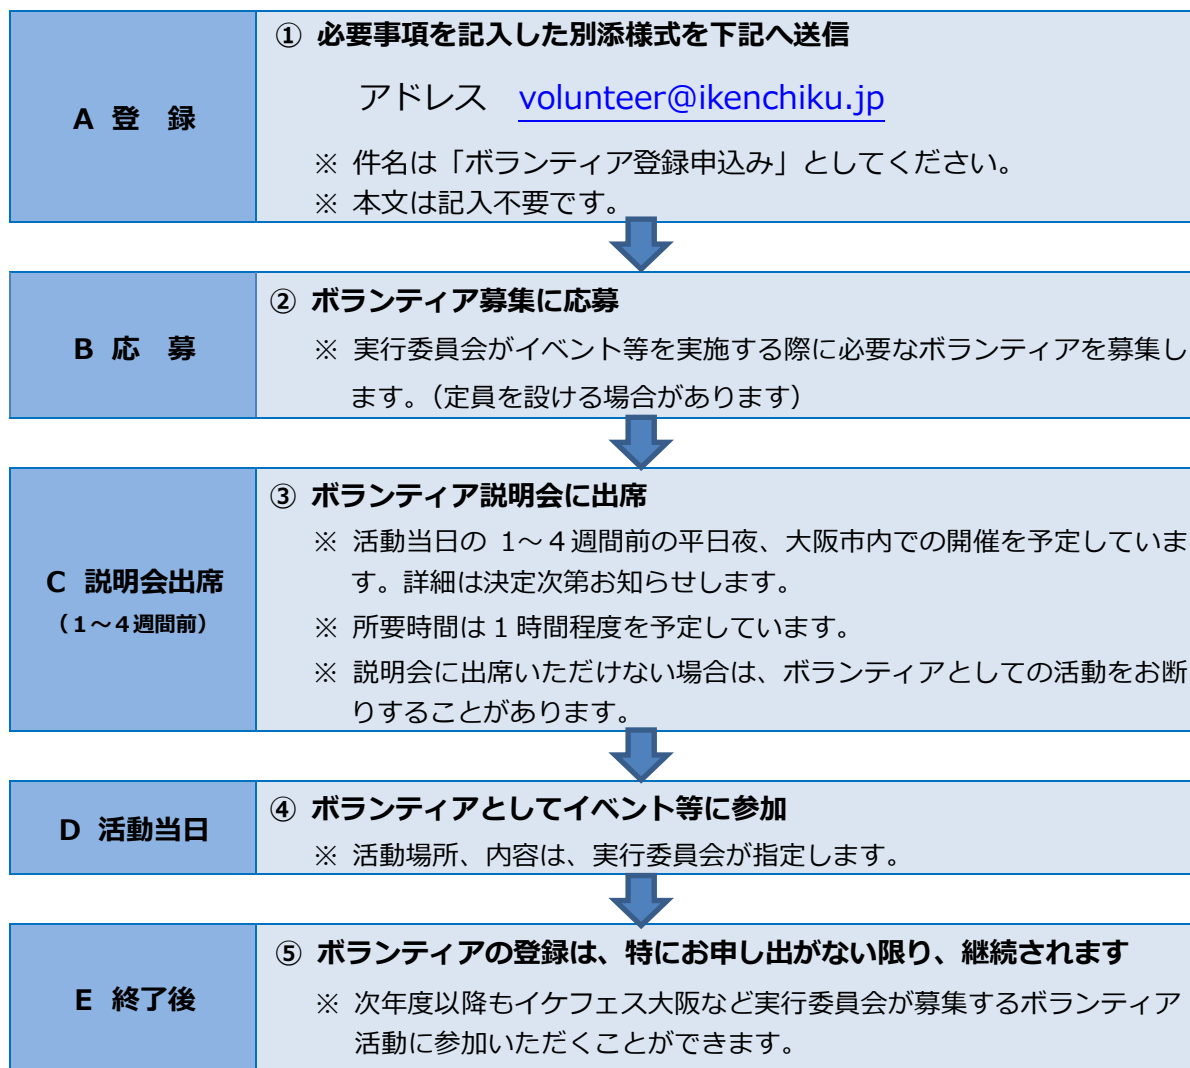 A 登　録
① 必要事項を記入した別添様式を下記へ送信
アドレス　volunteer@ikenchiku.jp
※ 件名は「ボランティア登録申込み」としてください。
※ 本文は記入不要です。
B 応　募
② ボランティア募集に応募
※ 実行委員会がイベント等を実施する際に必要なボランティアを募集し
ます。（定員を設ける場合があります）
C 説明会出席
（１～４週間前）
③ ボランティア説明会に出席
※ 活動当日の 1～４週間前の平日夜、大阪市内での開催を予定していま
す。詳細は決定次第お知らせします。
※ 所要時間は１時間程度を予定しています。
※ 説明会に出席いただけない場合は、ボランティアとしての活動をお断
りすることがあります。
D 活動当日
④ ボランティアとしてイベント等に参加
※ 活動場所、内容は、実行委員会が指定します。
E 終了後
⑤ ボランティアの登録は、特にお申し出がない限り、継続されます
※ 次年度以降もイケフェス大阪など実行委員会が募集するボランティア
活動に参加いただくことができます。